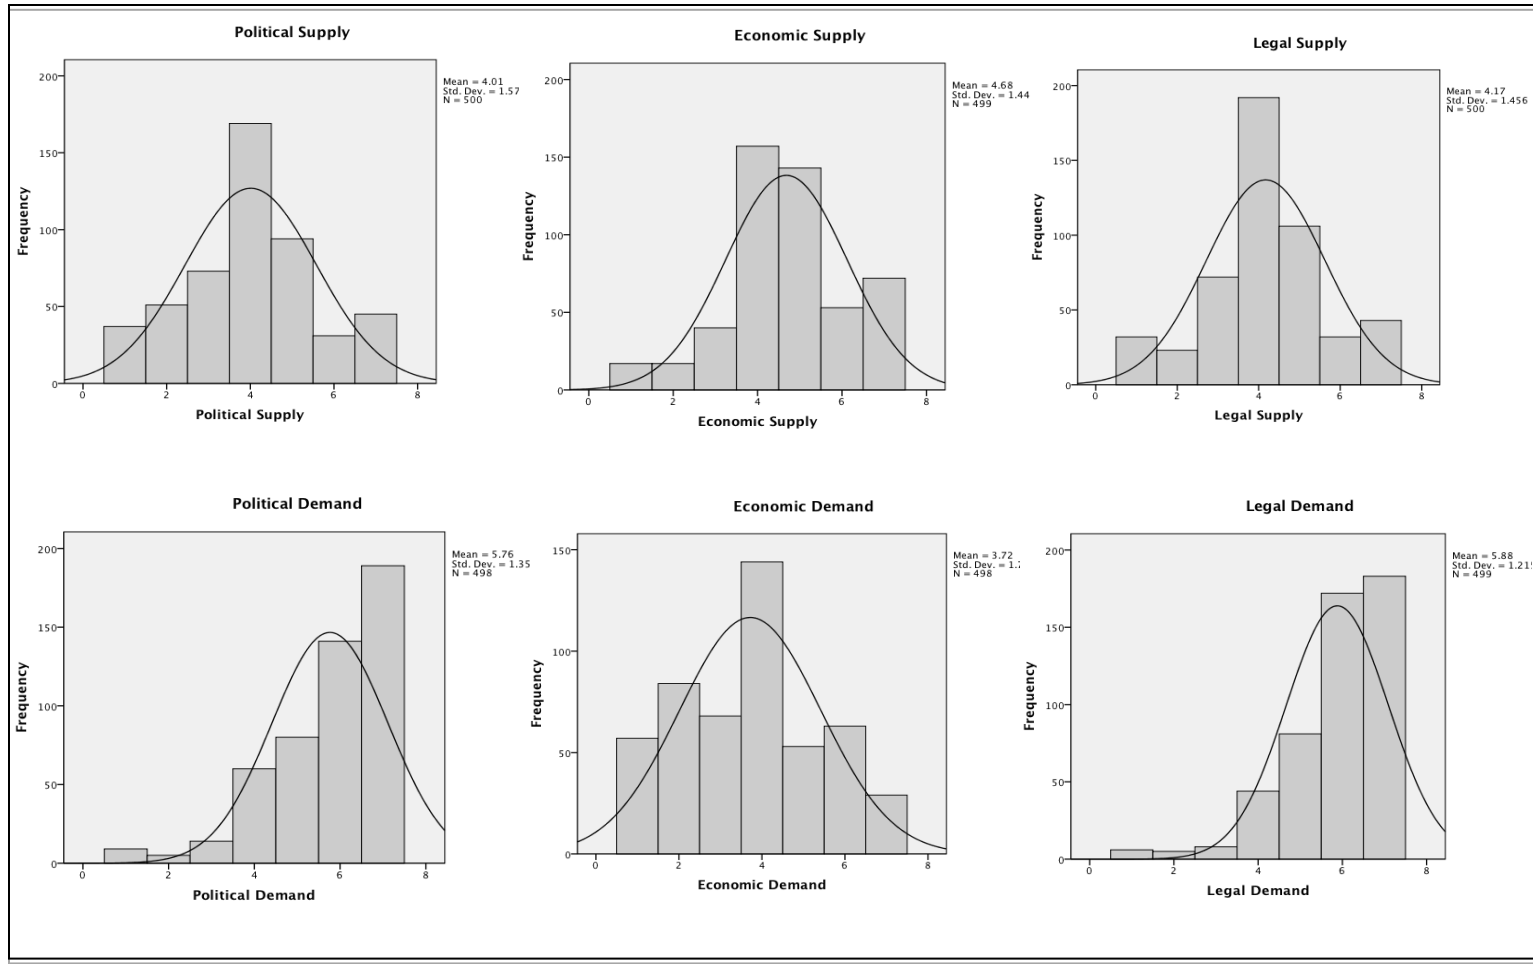 Political Supply
200
150
100
50
0
Frequency
0 2 4 6 8
Political Supply
Mean = 4.01
Std. Dev. = 1.57
N = 500
Economic Supply
200
150
100
50
0
Frequency
0 2 4 6 8
Economic Supply
Mean = 4.68
Std. Dev. = 1.44
N = 499
Legal Supply
200
150
100
50
0
Frequency
0 2 4 6 8
Legal Supply
Mean = 4.17
Std. Dev. = 1.456
N = 500
Political Demand
200
150
100
50
0
Frequency
0 2 4 6 8
Political Demand
Mean = 5.76
Std. Dev. = 1.35
N = 498
Economic Demand
150
100
50
0
Frequency
0 2 4 6 8
Economic Demand
Mean = 3.72
Std. Dev. =
N = 498
Legal Demand
200
150
100
50
0
Frequency
0 2 4 6 8
Legal Demand
Mean = 5.88
Std. Dev. = 1.21
N = 499